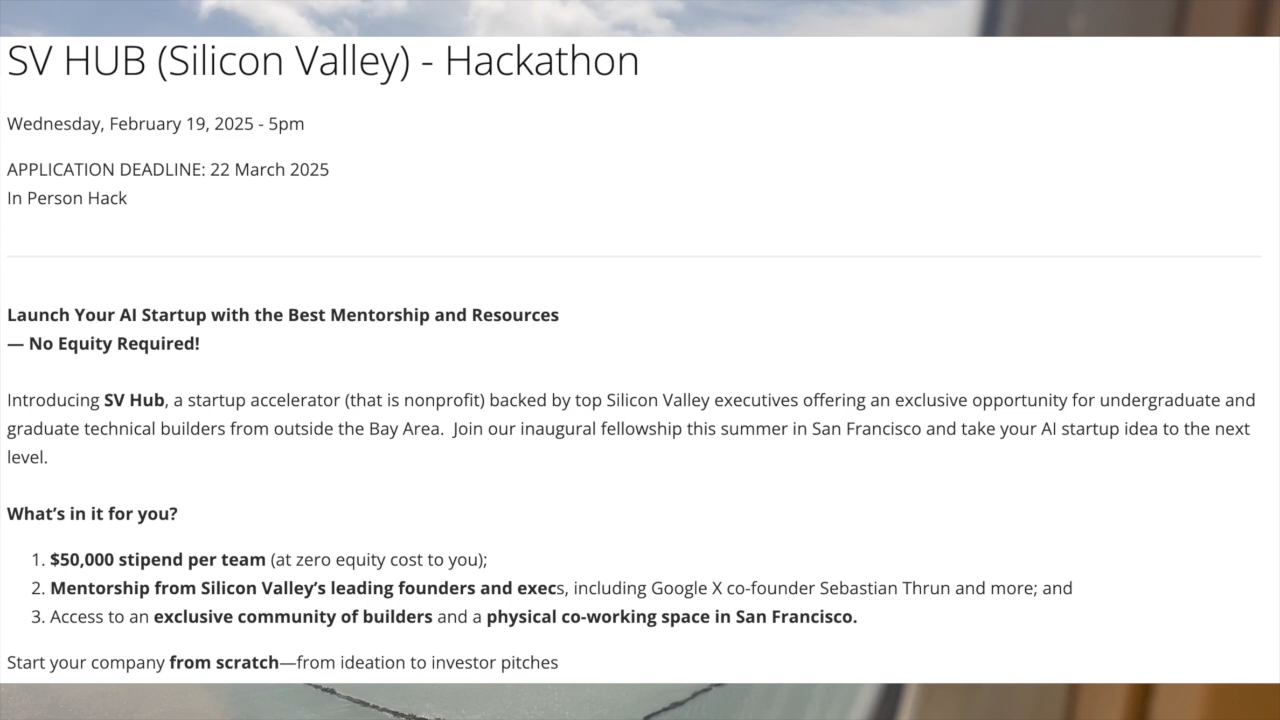 SV HUB (Silicon Valley) - Hackathon
Wednesday, February 19, 2025 - 5pm
APPLICATION DEADLINE: 22 March 2025
In Person Hack
Launch Your AI Startup with the Best Mentorship and Resources
— No Equity Required!
Introducing SV Hub, a startup accelerator (that is nonprofit) backed by top Silicon Valley executives offering an exclusive opportunity for undergraduate and
graduate technical builders from outside the Bay Area.  Join our inaugural fellowship this summer in San Francisco and take your AI startup idea to the next
level.
What's in it for you?
1. $50,000 stipend per team (at zero equity cost to you);
2. Mentorship from Silicon Valley's leading founders and execs, including Google X co-founder Sebastian Thrun and more; and
3. Access to an exclusive community of builders and a physical co-working space in San Francisco.
Start your company from scratch—from ideation to investor pitches